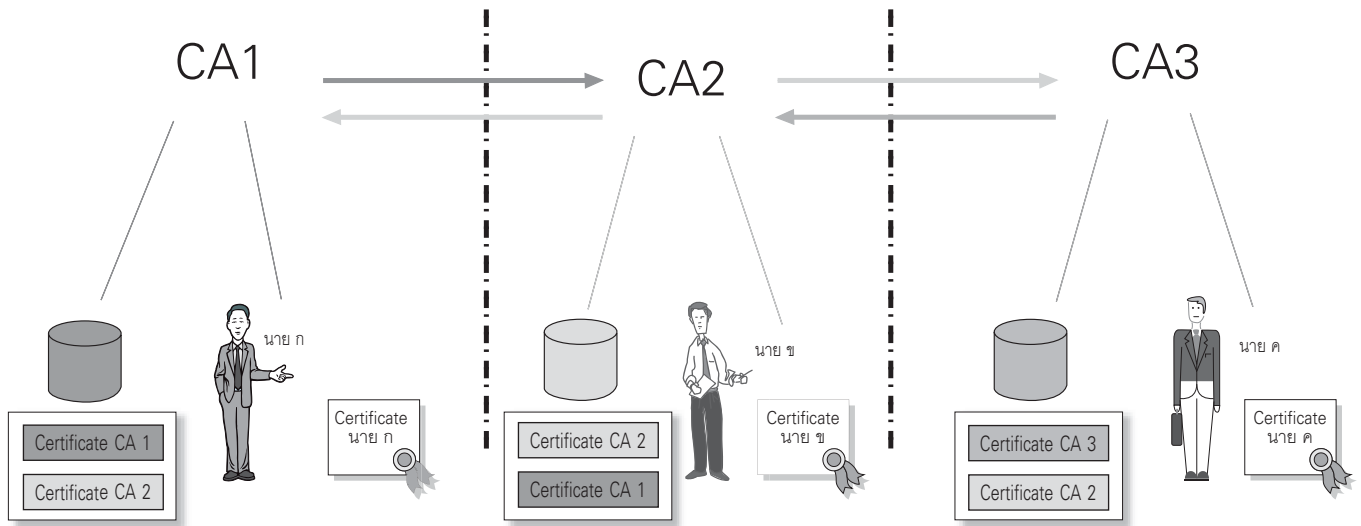 CA1
CA2
CA3
นาย ก
นาย ข
นาย ค
Certificate CA 1
Certificate CA 2
Certificate
นาย ก
Certificate CA 2
Certificate CA 1
Certificate
นาย ข
Certificate CA 3
Certificate CA 2
Certificate
นาย ค